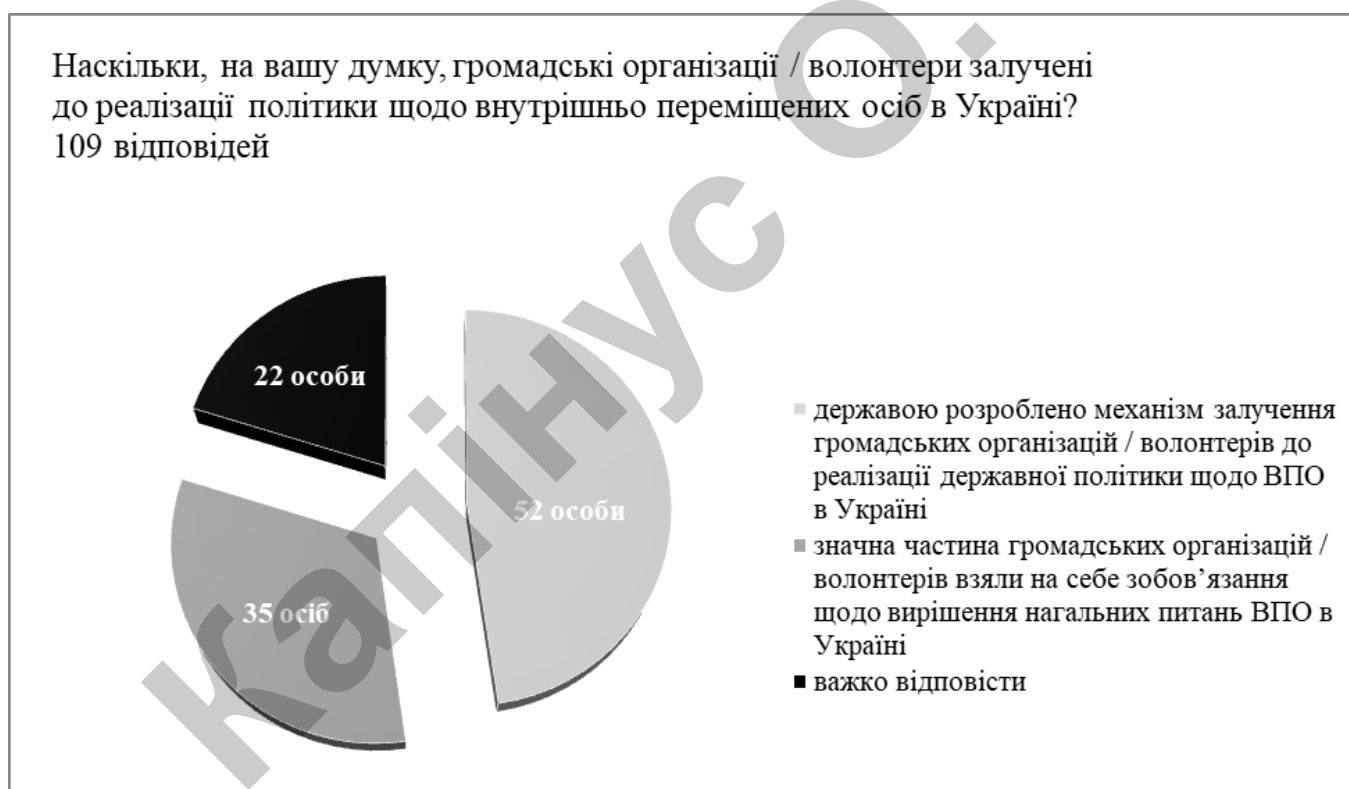 Наскільки, на вашу думку, громадські організації / волонтери залучені
до реалізації політики щодо внутрішньо переміщених осіб в Україні?
109 відповідей
22 особи
52 особи
35 осіб
державою розроблено механізм залучення
громадських організацій / волонтерів до
реалізації державної політики щодо ВПО
в Україні
значна частина громадських організацій /
волонтерів взяли на себе зобов’язання
щодо вирішення нагальних питань ВПО в
Україні
важко відповісти
Капінус О.